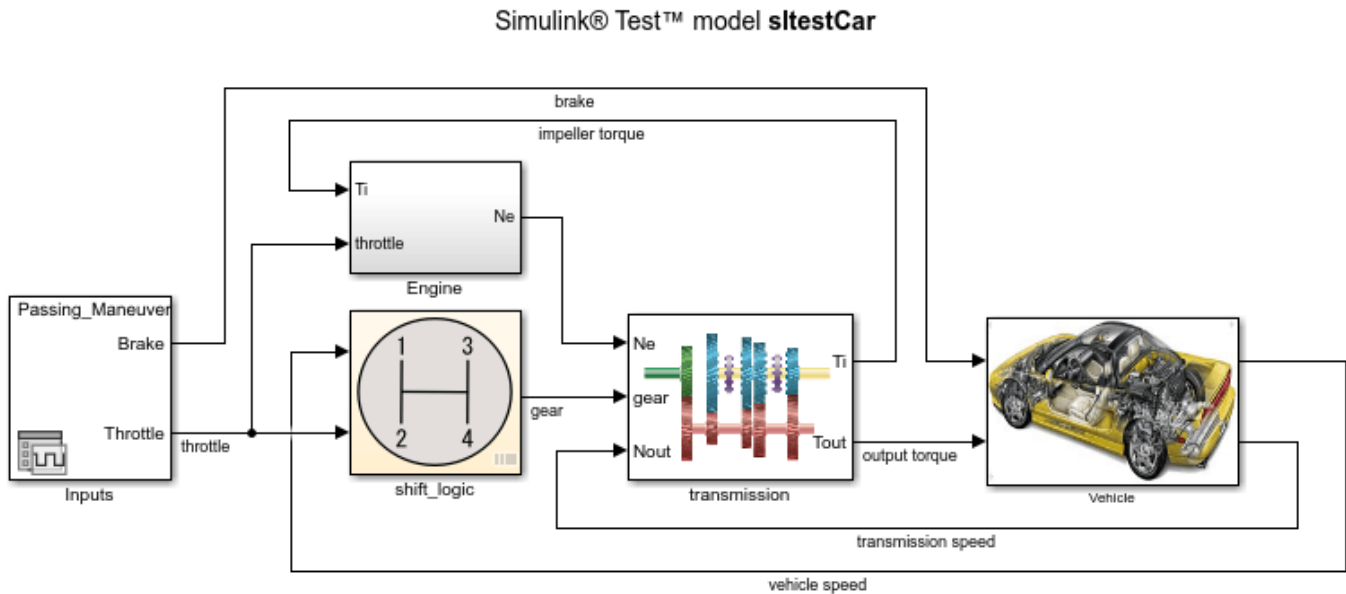 Simulink® Test™ model sltestCar
brake
impeller torque
Ti
Ne
throttle
Engine
Passing_Maneuver
Brake
Throttle
throttle
Inputs
1 3
2 4
shift_logic
gear
Ne
gear
Nout
Ti
Tout
transmission
output torque
Vehicle
transmission speed
vehicle speed